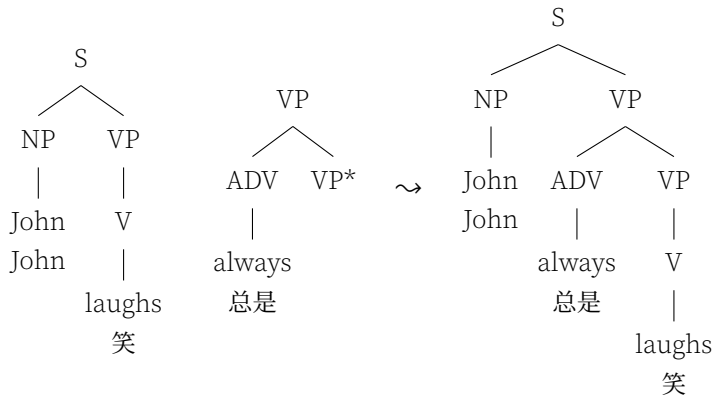 S
NP VP
John V
John
laughs
笑
VP
ADV VP*
always
总是
⤳
S
NP VP
John ADV VP
John
always V
总是
laughs
笑